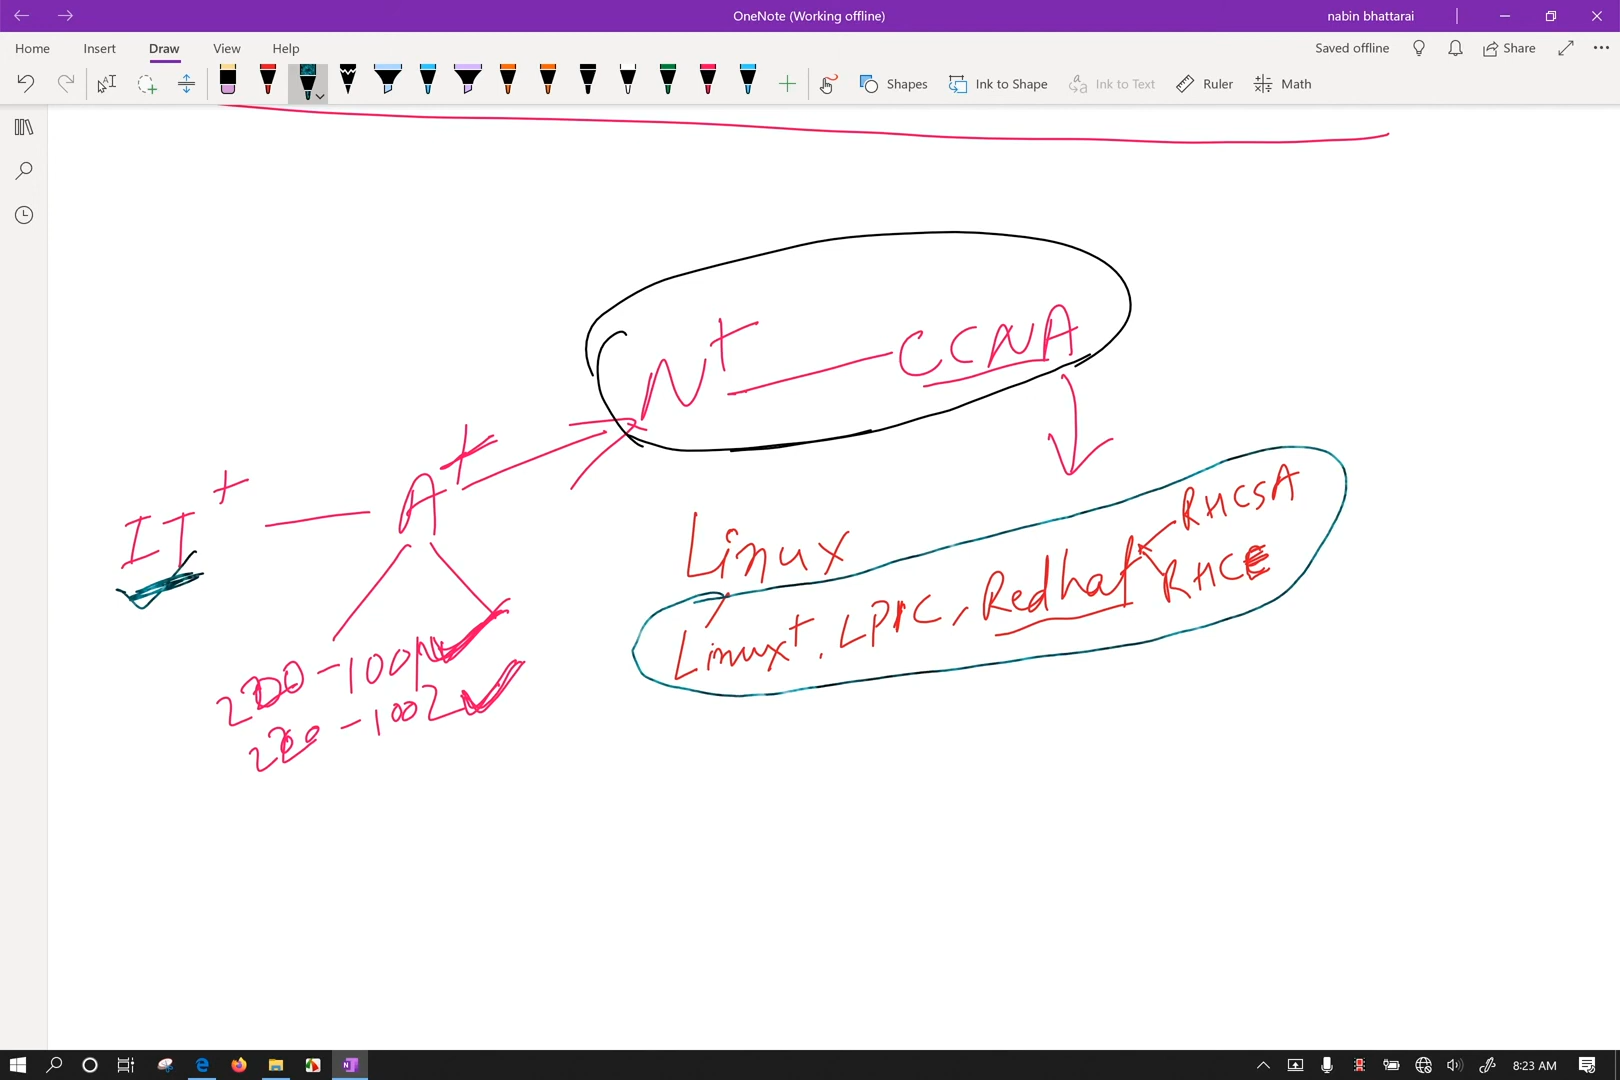 OneNote (Working offline)
nabin bhattarai
Home Insert Draw View Help
Saved offline Share
Shapes Ink to Shape Ink to Text Ruler Math
N+ CCNA
IT+ A+
Linux
Linux+, LPIC, Redhat RHCSA
RHCE
220-1001
220-1002
8:23 AM